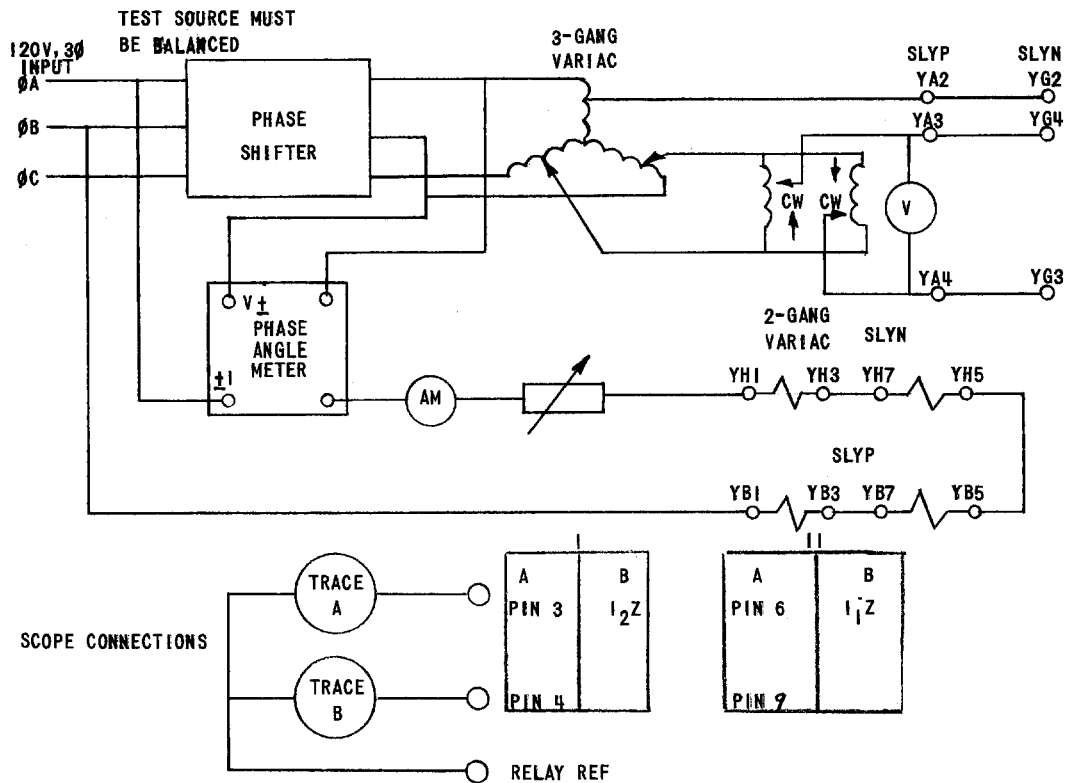 TEST SOURCE MUST
BE BALANCED
120V, 3Ø
INPUT
ØA
ØB
ØC
PHASE
SHIFTER
3-GANG
VARIAC
SLYP
SLYN
YA2
YG2
YA3
YG4
CW
CW
V
YA4
YG3
V ±
PHASE
ANGLE
METER
±I
AM
2-GANG
VARIAC
SLYN
YH1
YH3
YH7
YH5
SLYP
YB1
YB3
YB7
YB5
SCOPE CONNECTIONS
TRACE
A
TRACE
B
RELAY REF
I
A
B
PIN 3
I2Z
PIN 4
II
A
B
PIN 6
I1Z
PIN 9